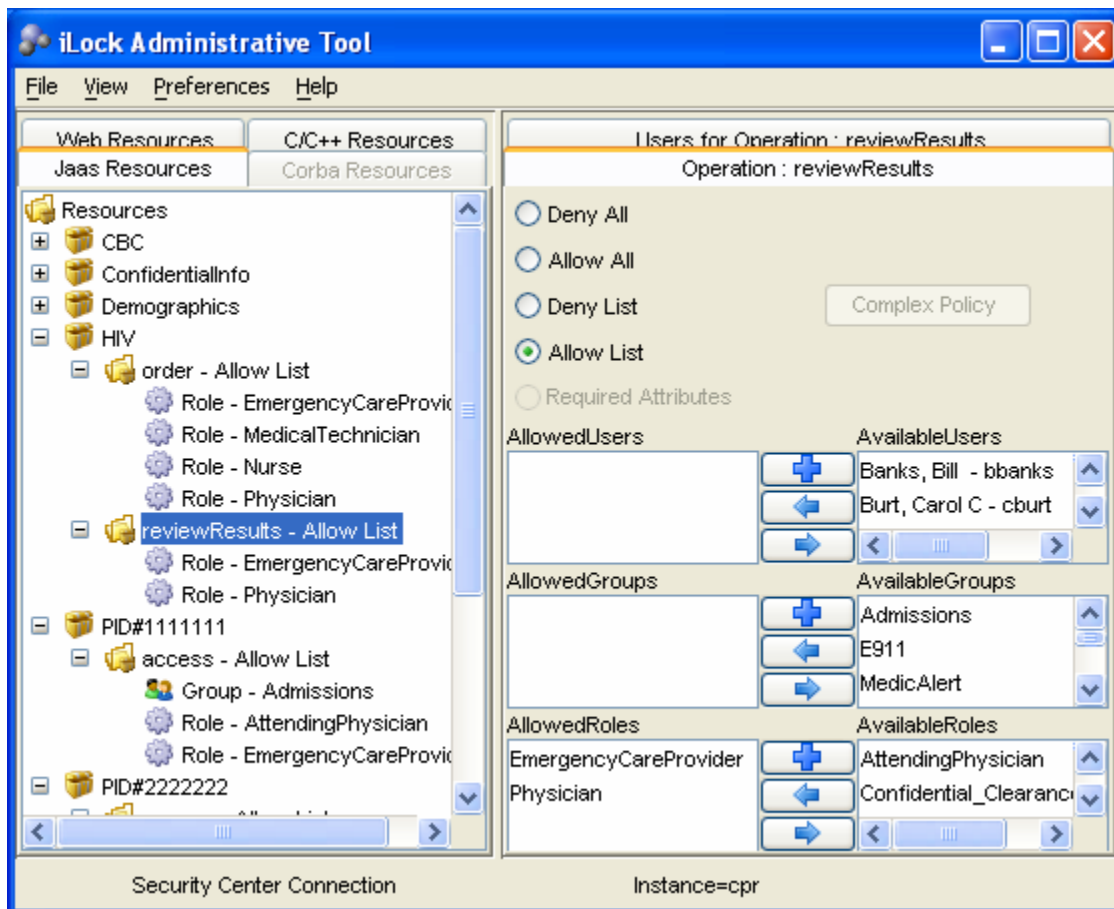 iLock Administrative Tool
File View Preferences Help
Web Resources C/C++ Resources
Jaas Resources Corba Resources
Resources
CBC
ConfidentialInfo
Demographics
HIV
order - Allow List
Role - EmergencyCareProvid
Role - MedicalTechnician
Role - Nurse
Role - Physician
reviewResults - Allow List
Role - EmergencyCareProvid
Role - Physician
PID#1111111
access - Allow List
Group - Admissions
Role - AttendingPhysician
Role - EmergencyCareProvid
PID#2222222
Users for Operation : reviewResults
Operation : reviewResults
Deny All
Allow All
Deny List
Complex Policy
Allow List
Required Attributes
AllowedUsers AvailableUsers
Banks, Bill - bbanks
Burt, Carol C - cburt
AllowedGroups AvailableGroups
Admissions
E911
MedicAlert
AllowedRoles AvailableRoles
EmergencyCareProvider AttendingPhysician
Physician Confidential_Clearanc
Security Center Connection Instance=cpr